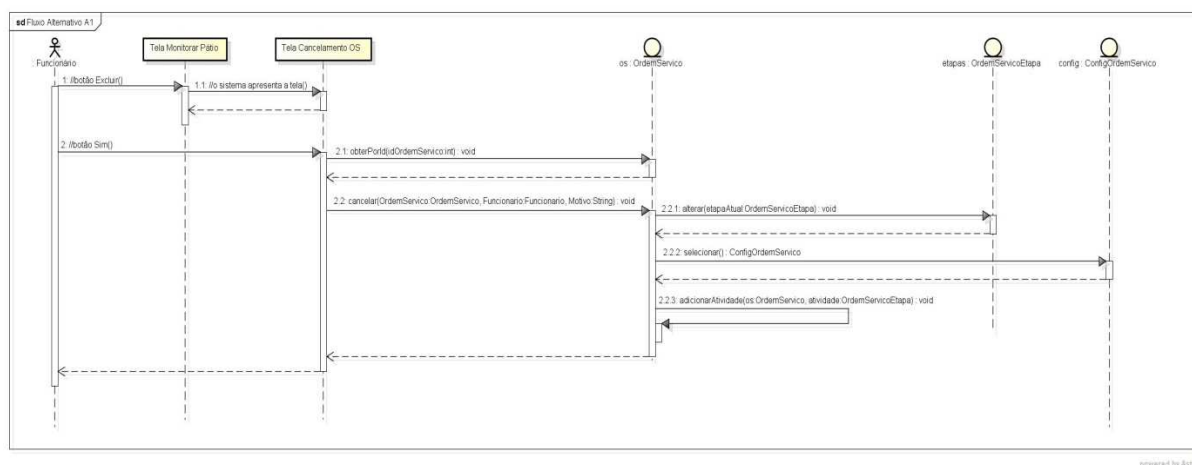 sd Fluxo Alternativo A1
: Funcionário
Tela Monitorar Pátio
Tela Cancelamento OS
os : OrdemServico
etapas : OrdemServicoEtapa
config : ConfigOrdemServico
1: //botão Excluir()
1.1: //o sistema apresenta a tela()
2: //botão Sim()
2.1: obterPorId(idOrdemServico:int) : void
2.2: cancelar(OrdemServico:OrdemServico, Funcionario:Funcionario, Motivo:String) : void
2.2.1: alterar(etapaAtual:OrdemServicoEtapa) : void
2.2.2: selecionar() : ConfigOrdemServico
2.2.3: adicionarAtividade(os:OrdemServico, atividade:OrdemServicoEtapa) : void
powered by Ast